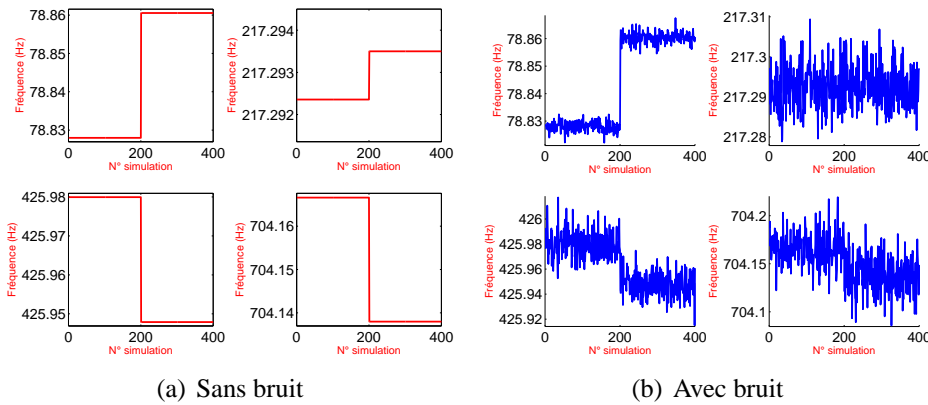 78.86
78.85
78.84
78.83
Fréquence (Hz)
0 200 400
N° simulation
217.294
217.293
217.292
Fréquence (Hz)
0 200 400
N° simulation
78.86
78.85
78.84
78.83
Fréquence (Hz)
0 200 400
N° simulation
217.3
217.29
217.28
Fréquence (Hz)
0 200 400
N° simulation
425.98
425.97
425.96
425.95
Fréquence (Hz)
0 200 400
N° simulation
704.16
704.15
704.14
Fréquence (Hz)
0 200 400
N° simulation
426
425.98
425.96
425.94
425.92
Fréquence (Hz)
0 200 400
N° simulation
704.2
704.15
704.1
Fréquence (Hz)
0 200 400
N° simulation
(a) Sans bruit
(b) Avec bruit